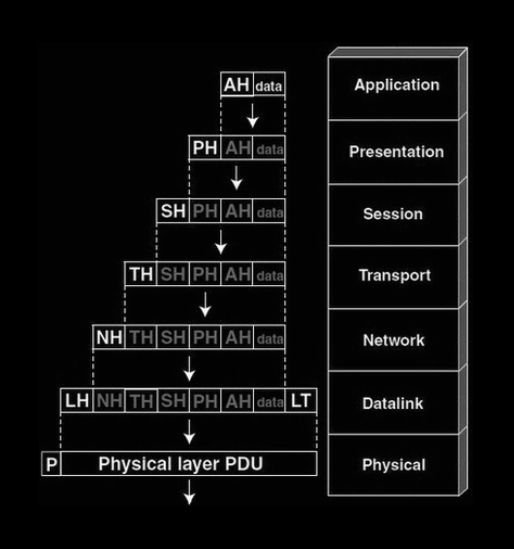 AH data Application
PH AH data Presentation
SH PH AH data Session
TH SH PH AH data Transport
NH TH SH PH AH data Network
LH NH TH SH PH AH data LT Datalink
P Physical layer PDU Physical